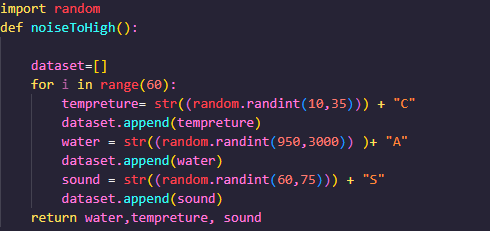 import random
def noiseToHigh():
    dataset=[]
    for i in range(60):
        tempreture= str((random.randint(10,35))) + "C"
        dataset.append(tempreture)
        water = str((random.randint(950,3000)) )+ "A"
        dataset.append(water)
        sound = str((random.randint(60,75))) + "S"
        dataset.append(sound)
    return water,tempreture, sound